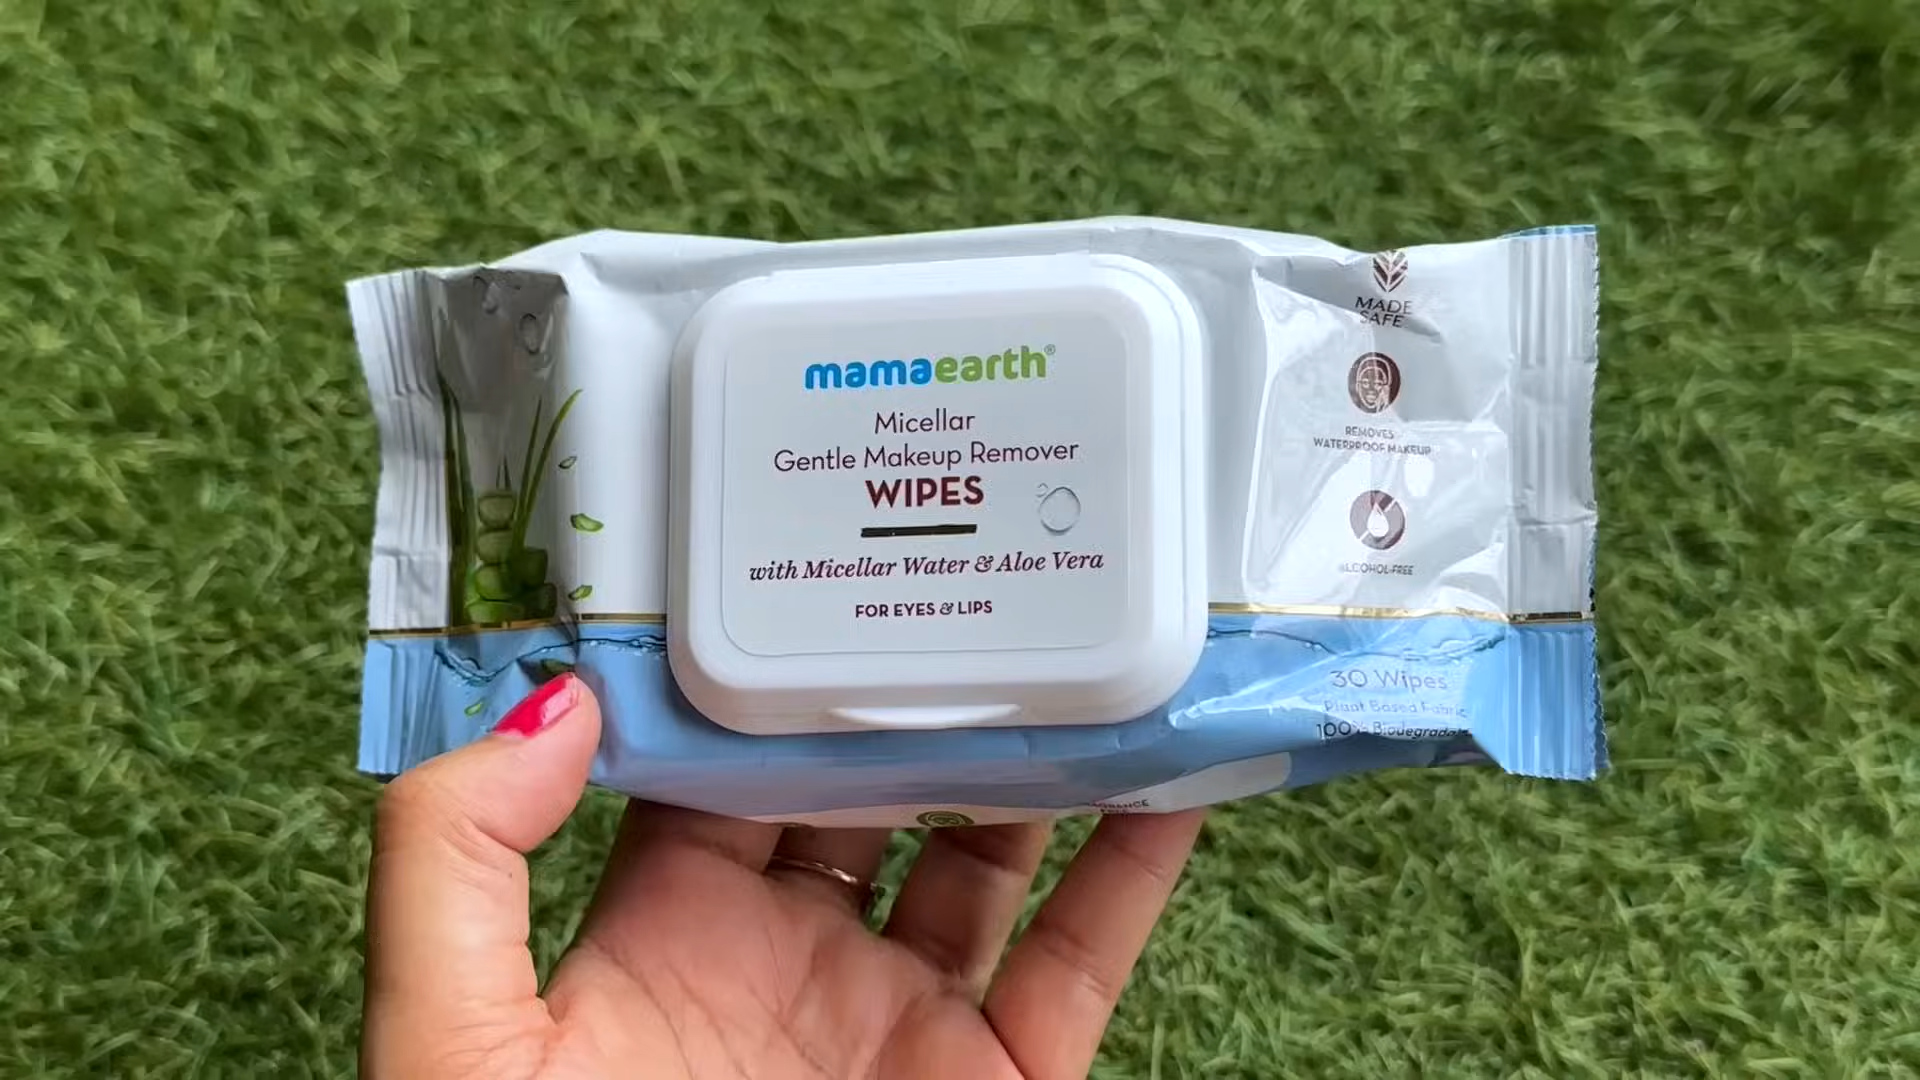 mamaearth®
Micellar
Gentle Makeup Remover
WIPES
with Micellar Water & Aloe Vera
FOR EYES & LIPS
MADE
SAFE
REMOVES
WATERPROOF MAKEUP
ALCOHOL-FREE
30 Wipes
Plant Based Fabric
100%